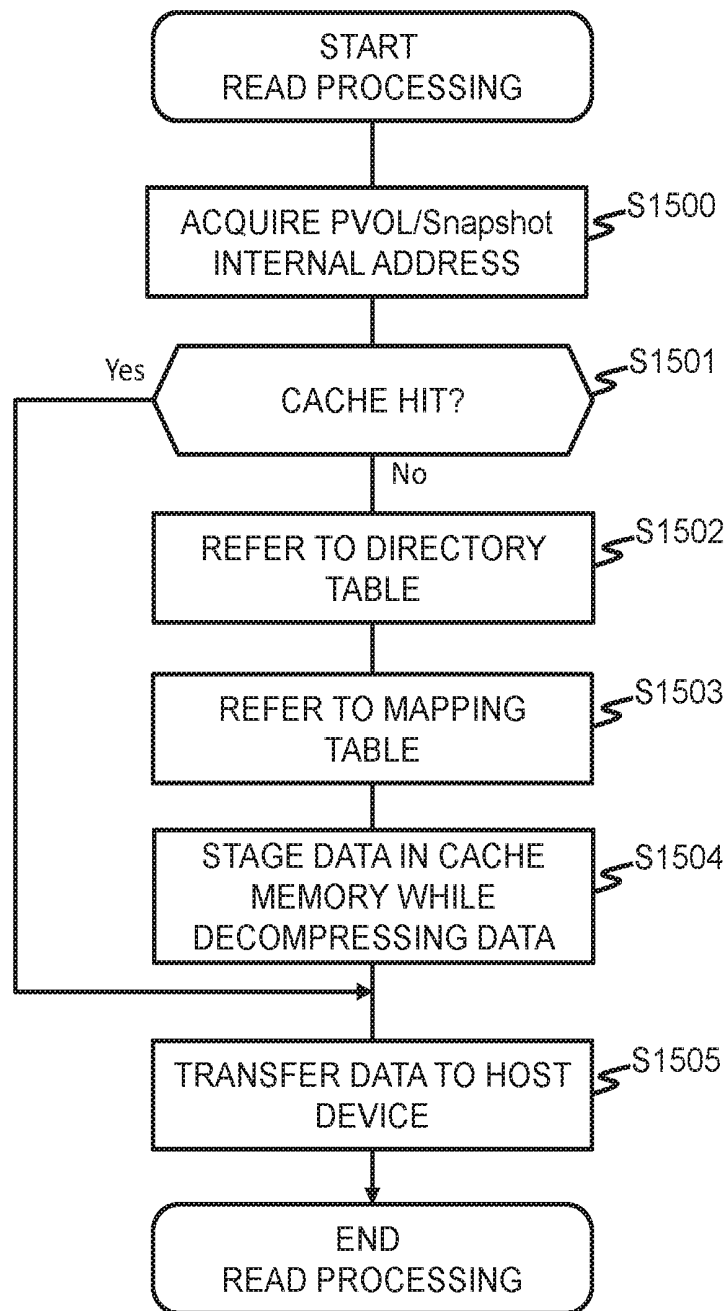 START
READ PROCESSING
ACQUIRE PVOL/Snapshot
INTERNAL ADDRESS
S1500
CACHE HIT?
S1501
Yes
No
REFER TO DIRECTORY
TABLE
S1502
REFER TO MAPPING
TABLE
S1503
STAGE DATA IN CACHE
MEMORY WHILE
DECOMPRESSING DATA
S1504
TRANSFER DATA TO HOST
DEVICE
S1505
END
READ PROCESSING